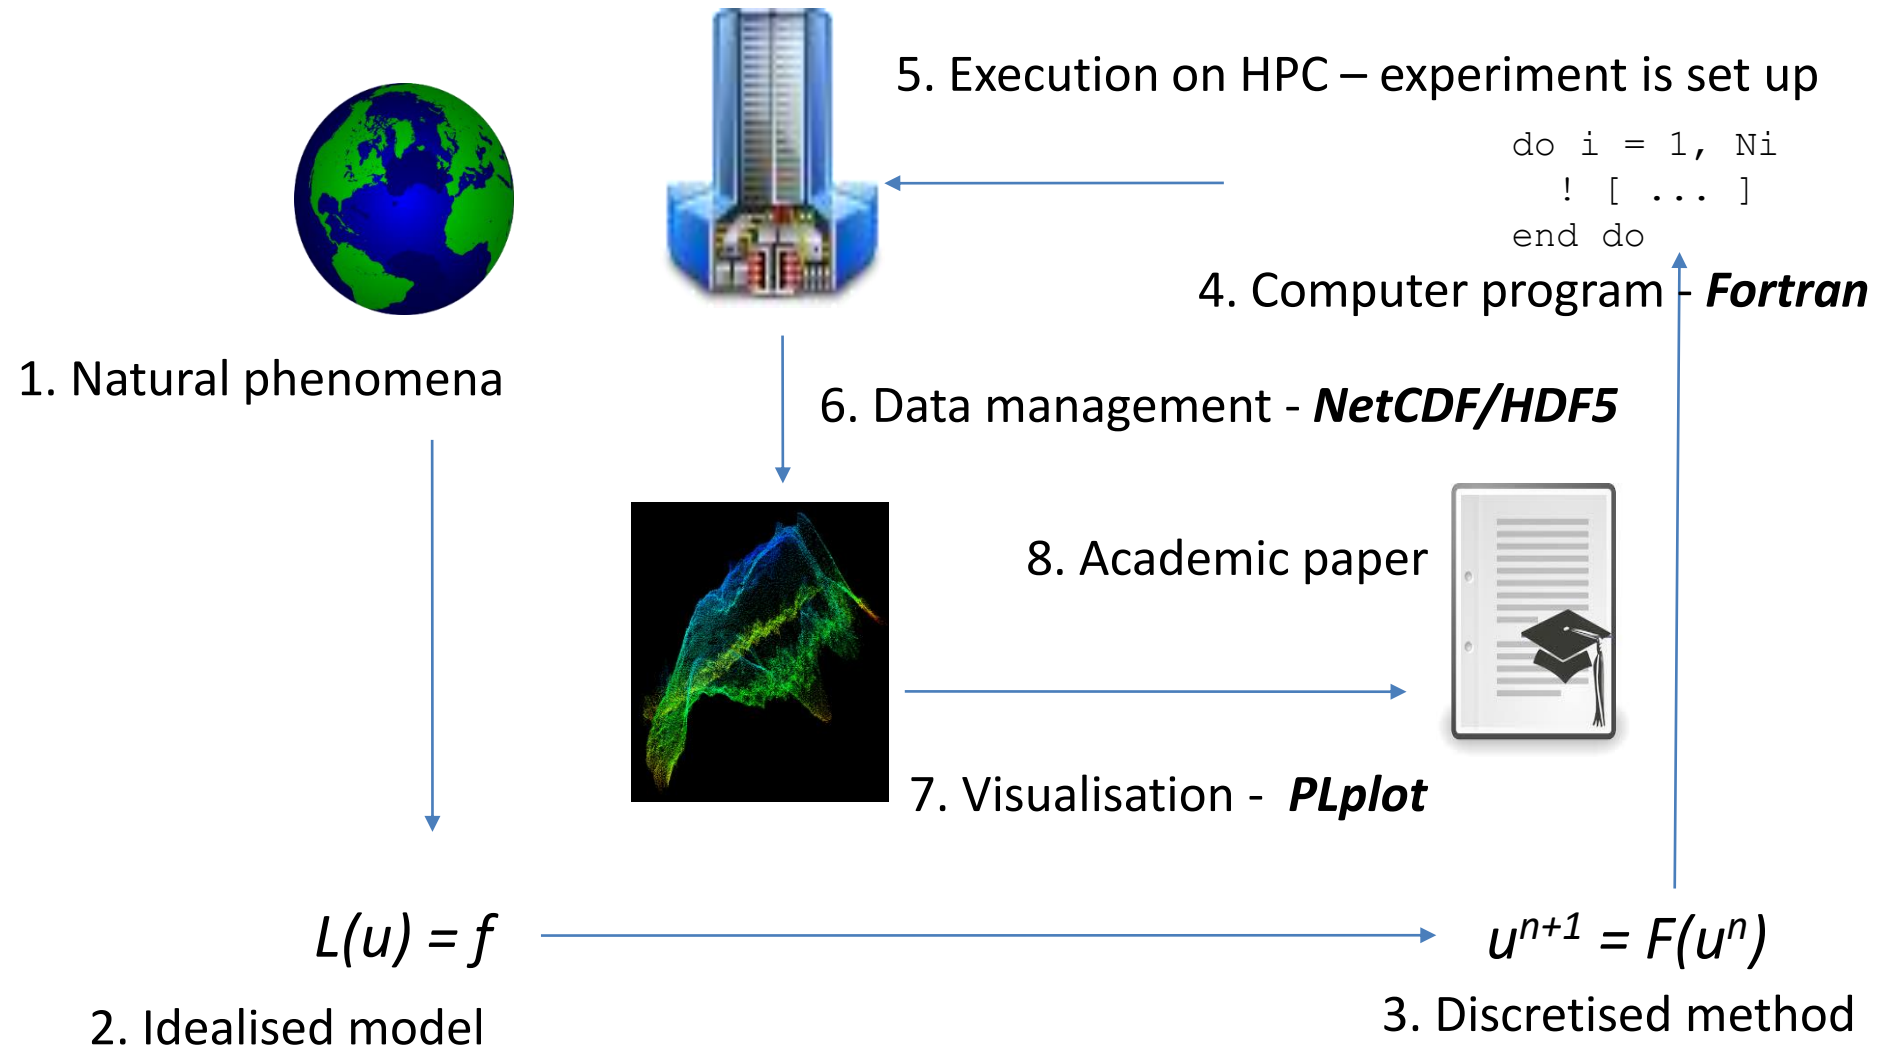 1. Natural phenomena
L(u) = f
2. Idealised model
uⁿ⁺¹ = F(uⁿ)
3. Discretised method
do i = 1, Ni
! [ ... ]
end do
4. Computer program - Fortran
5. Execution on HPC – experiment is set up
6. Data management - NetCDF/HDF5
7. Visualisation - PLplot
8. Academic paper